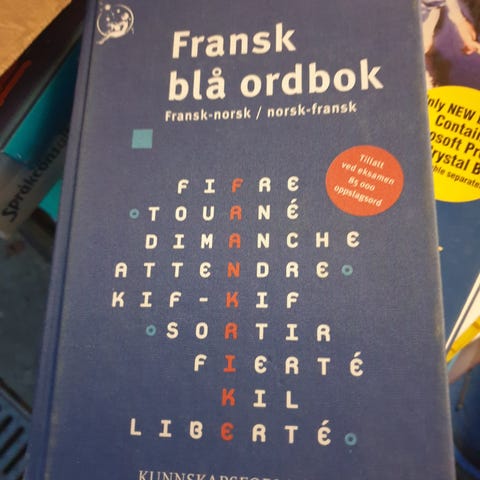 Fransk
blå ordbok
Fransk-norsk / norsk-fransk
Tillatt
ved eksamen
85 000
oppslagsord
FIFRE
TOURNÉ
DIMANCHE
ATTENDRE
KIF-KIF
SORTIR
FIERTÉ
KIL
LIBERTÉ
NEW